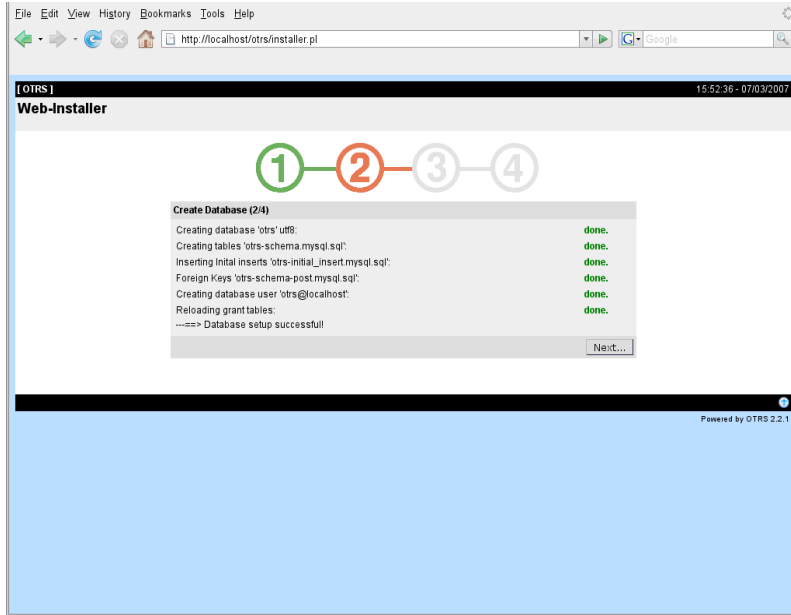 File Edit View History Bookmarks Tools Help
http://localhost/otrs/installer.pl
G Google
[ OTRS ] 15:52:36 - 07/03/2007
Web-Installer
1 2 3 4
Create Database (2/4)
Creating database 'otrs' utf8: done.
Creating tables 'otrs-schema.mysql.sql': done.
Inserting Inital inserts 'otrs-initial_insert.mysql.sql': done.
Foreign Keys 'otrs-schema-post.mysql.sql': done.
Creating database user 'otrs@localhost': done.
Reloading grant tables: done.
---==> Database setup successful!
Next...
Powered by OTRS 2.2.1